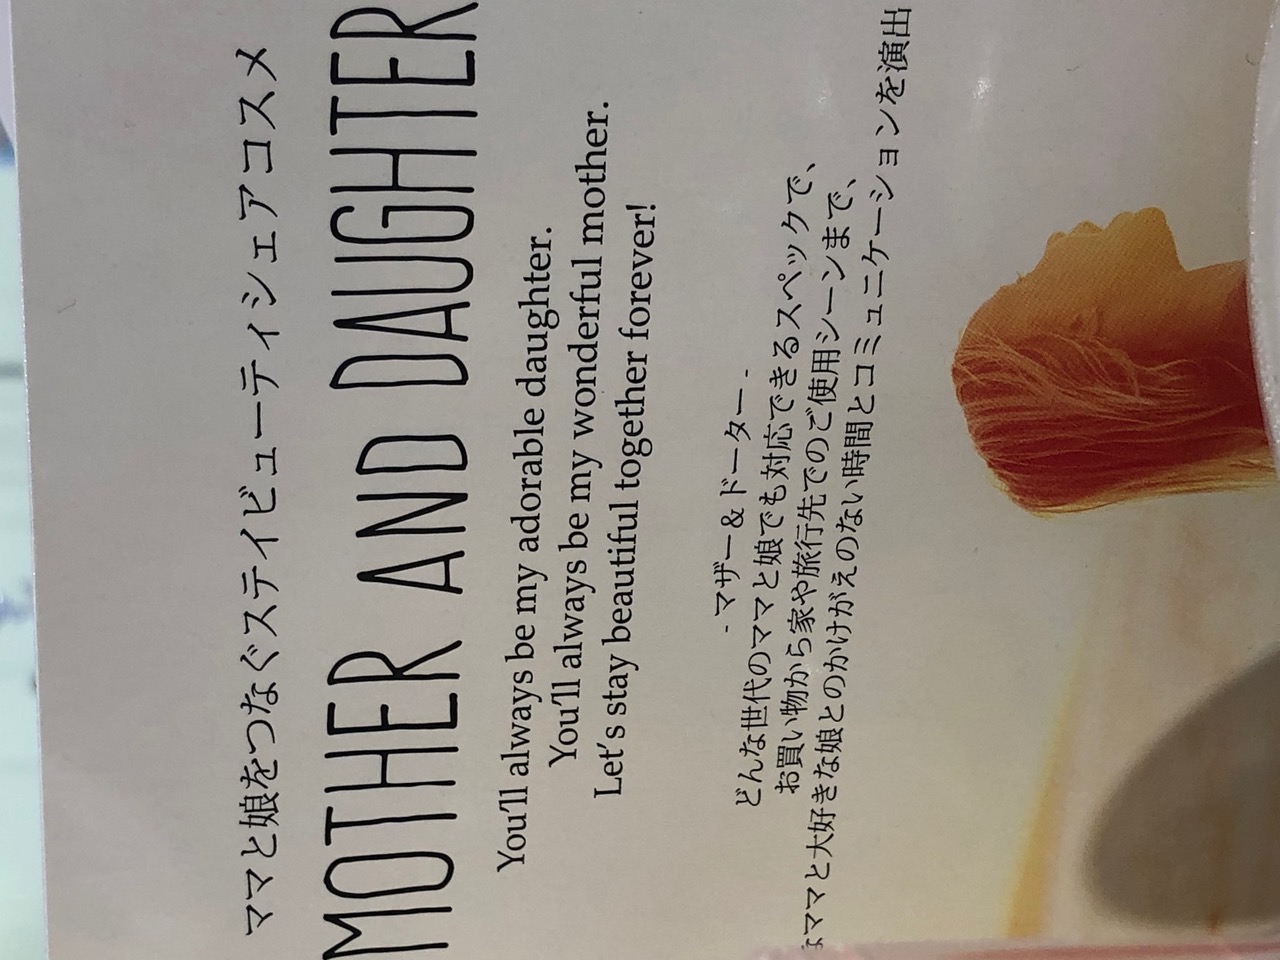 ママと娘をつなぐステイビューティシェアコスメ
MOTHER AND DAUGHTER
You'll always be my adorable daughter.
You'll always be my wonderful mother.
Let's stay beautiful together forever!
- マザー＆ドーター -
どんな世代のママと娘でも対応できるスペックで、
お買い物から家や旅行先でのご使用シーンまで、
なママと大好きな娘とのかけがえのない時間とコミュニケーションを演出